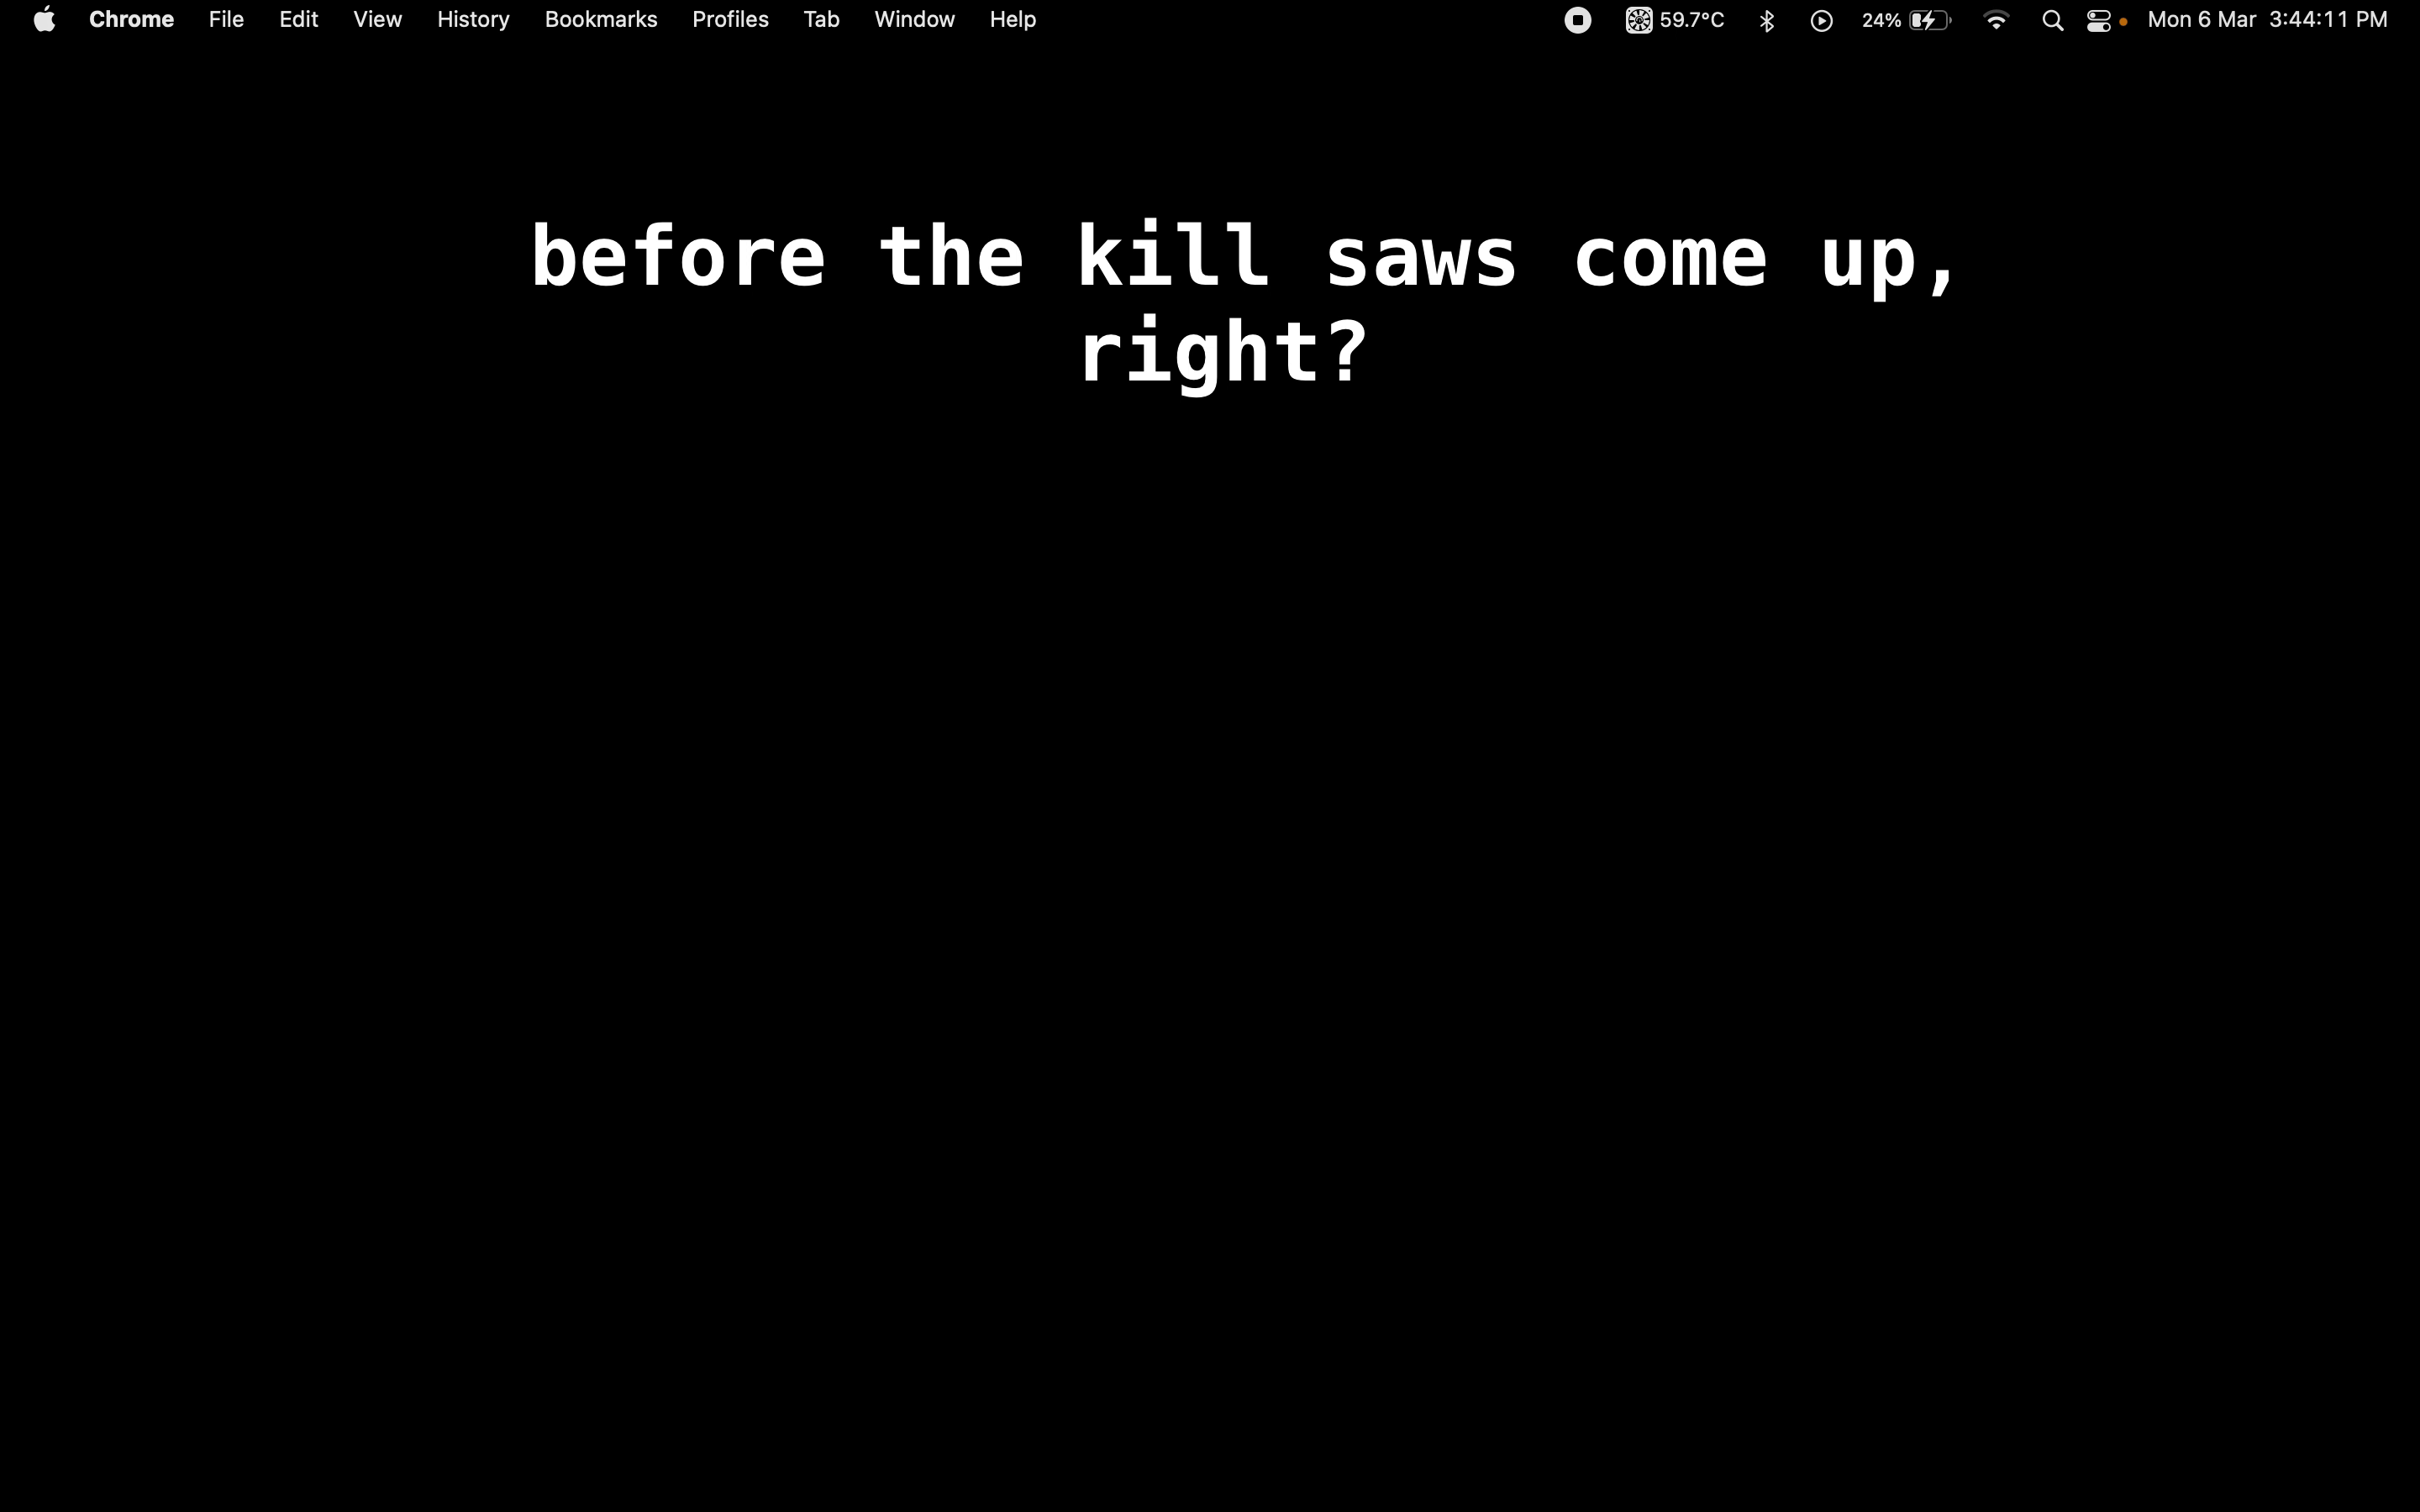 Chrome File Edit View History Bookmarks Profiles Tab Window Help 59.7°C 24% Mon 6 Mar 3:44:11 PM
before the kill saws come up,
right?